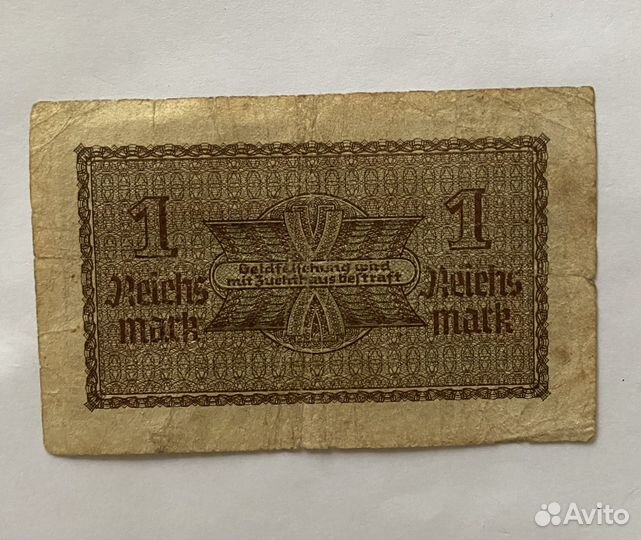 1
Reichs
mark
Geldfälschung wird
mit Zuchthaus bestraft
1
Reichs
mark
Avito